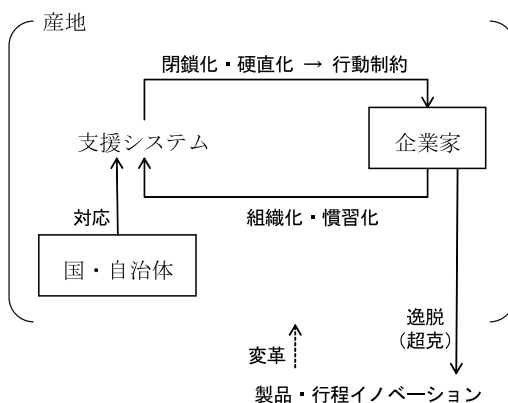 産地
閉鎖化・硬直化 → 行動制約
支援システム
企業家
対応
組織化・慣習化
国・自治体
逸脱
(超克)
変革
製品・行程イノベーション